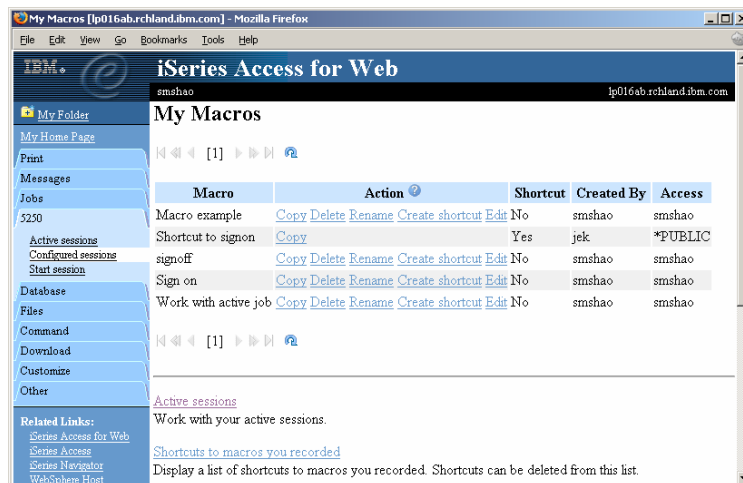 My Macros [lp016ab.rchland.ibm.com] - Mozilla Firefox
File Edit View Go Bookmarks Tools Help
IBM. iSeries Access for Web
smshao lp016ab.rchland.ibm.com
My Folder
My Home Page
Print
Messages
Jobs
5250
Active sessions
Configured sessions
Start session
Database
Files
Command
Download
Customize
Other
Related Links:
iSeries Access for Web
iSeries Access
iSeries Navigator
WebSphere Host
My Macros
[1]
Macro Action ? Shortcut Created By Access
Macro example Copy Delete Rename Create shortcut Edit No smshao smshao
Shortcut to signon Copy Yes jek *PUBLIC
signoff Copy Delete Rename Create shortcut Edit No smshao smshao
Sign on Copy Delete Rename Create shortcut Edit No smshao smshao
Work with active job Copy Delete Rename Create shortcut Edit No smshao smshao
[1]
Active sessions
Work with your active sessions.
Shortcuts to macros you recorded
Display a list of shortcuts to macros you recorded. Shortcuts can be deleted from this list.